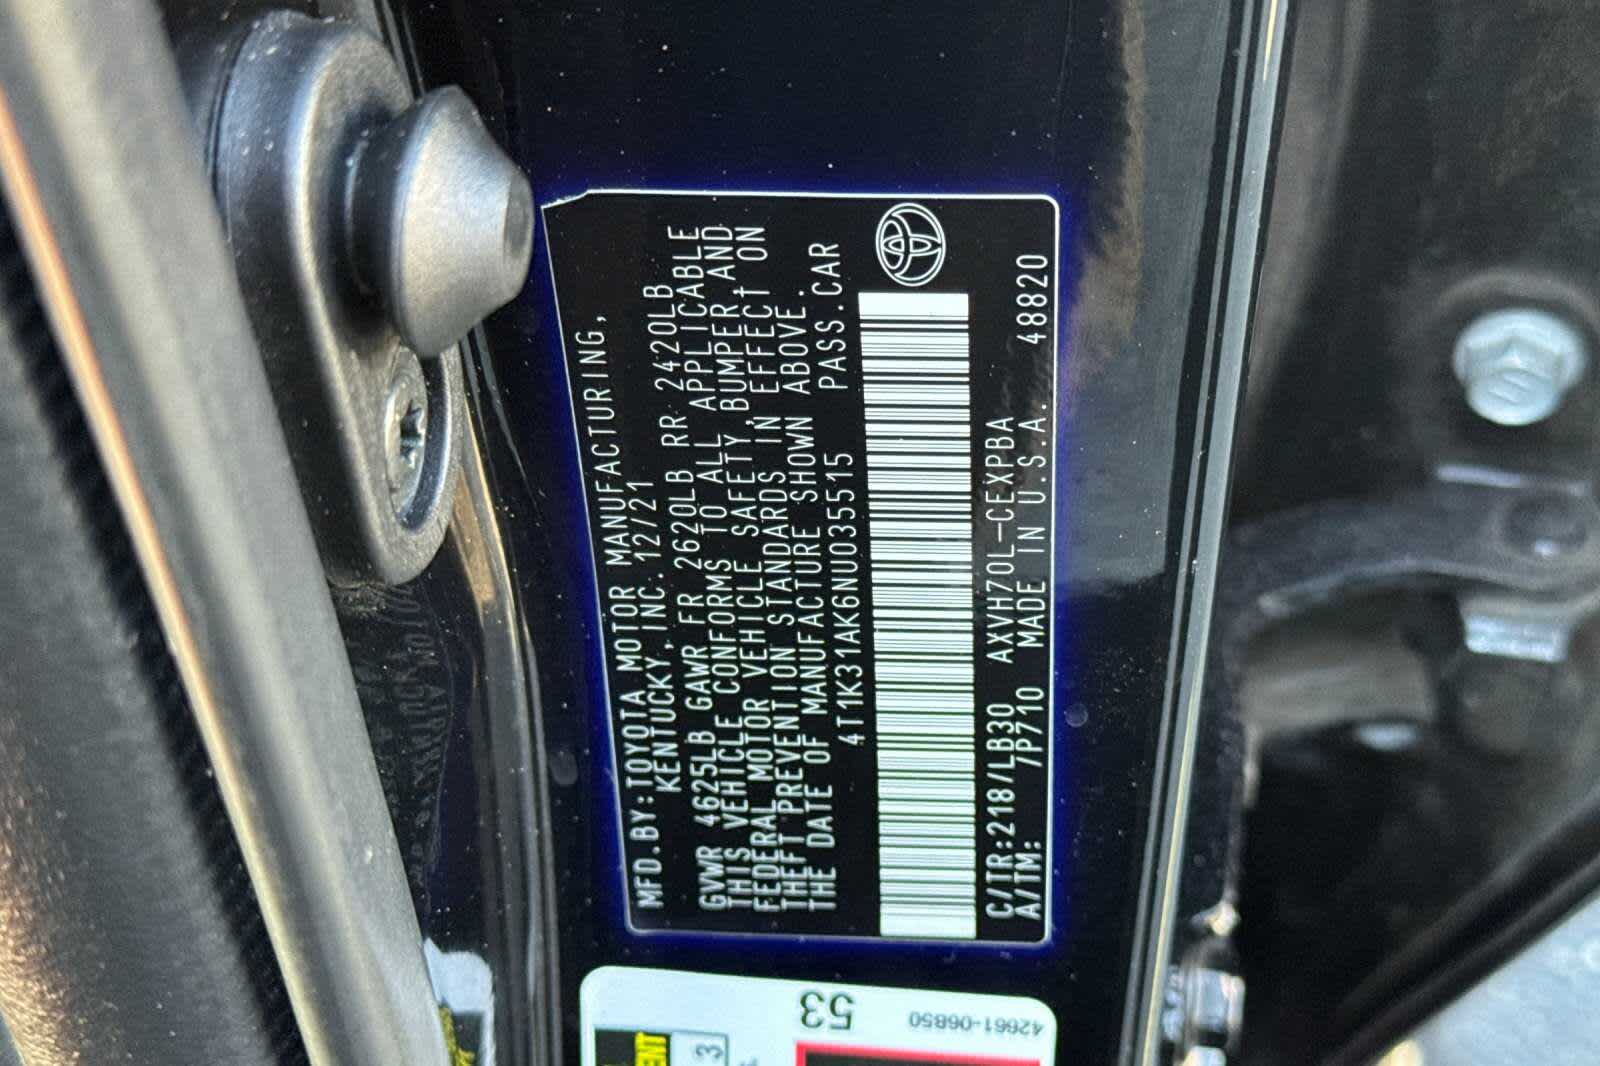 MFD.BY:TOYOTA MOTOR MANUFACTURING,
KENTUCKY, INC. 12/21
GVWR 4625LB GAWR FR 2620LB RR 2420LB
THIS VEHICLE CONFORMS TO ALL APPLICABLE
FEDERAL MOTOR VEHICLE SAFETY, BUMPER, AND
THEFT PREVENTION STANDARDS IN EFFECT ON
THE DATE OF MANUFACTURE SHOWN ABOVE.
4T1K31AK6NU035515 PASS.CAR
C/TR:218/LB30 AXVH70L-CEXPBA 48820
A/TM: /P710 MADE IN U.S.A.
53
42661-06B50
3